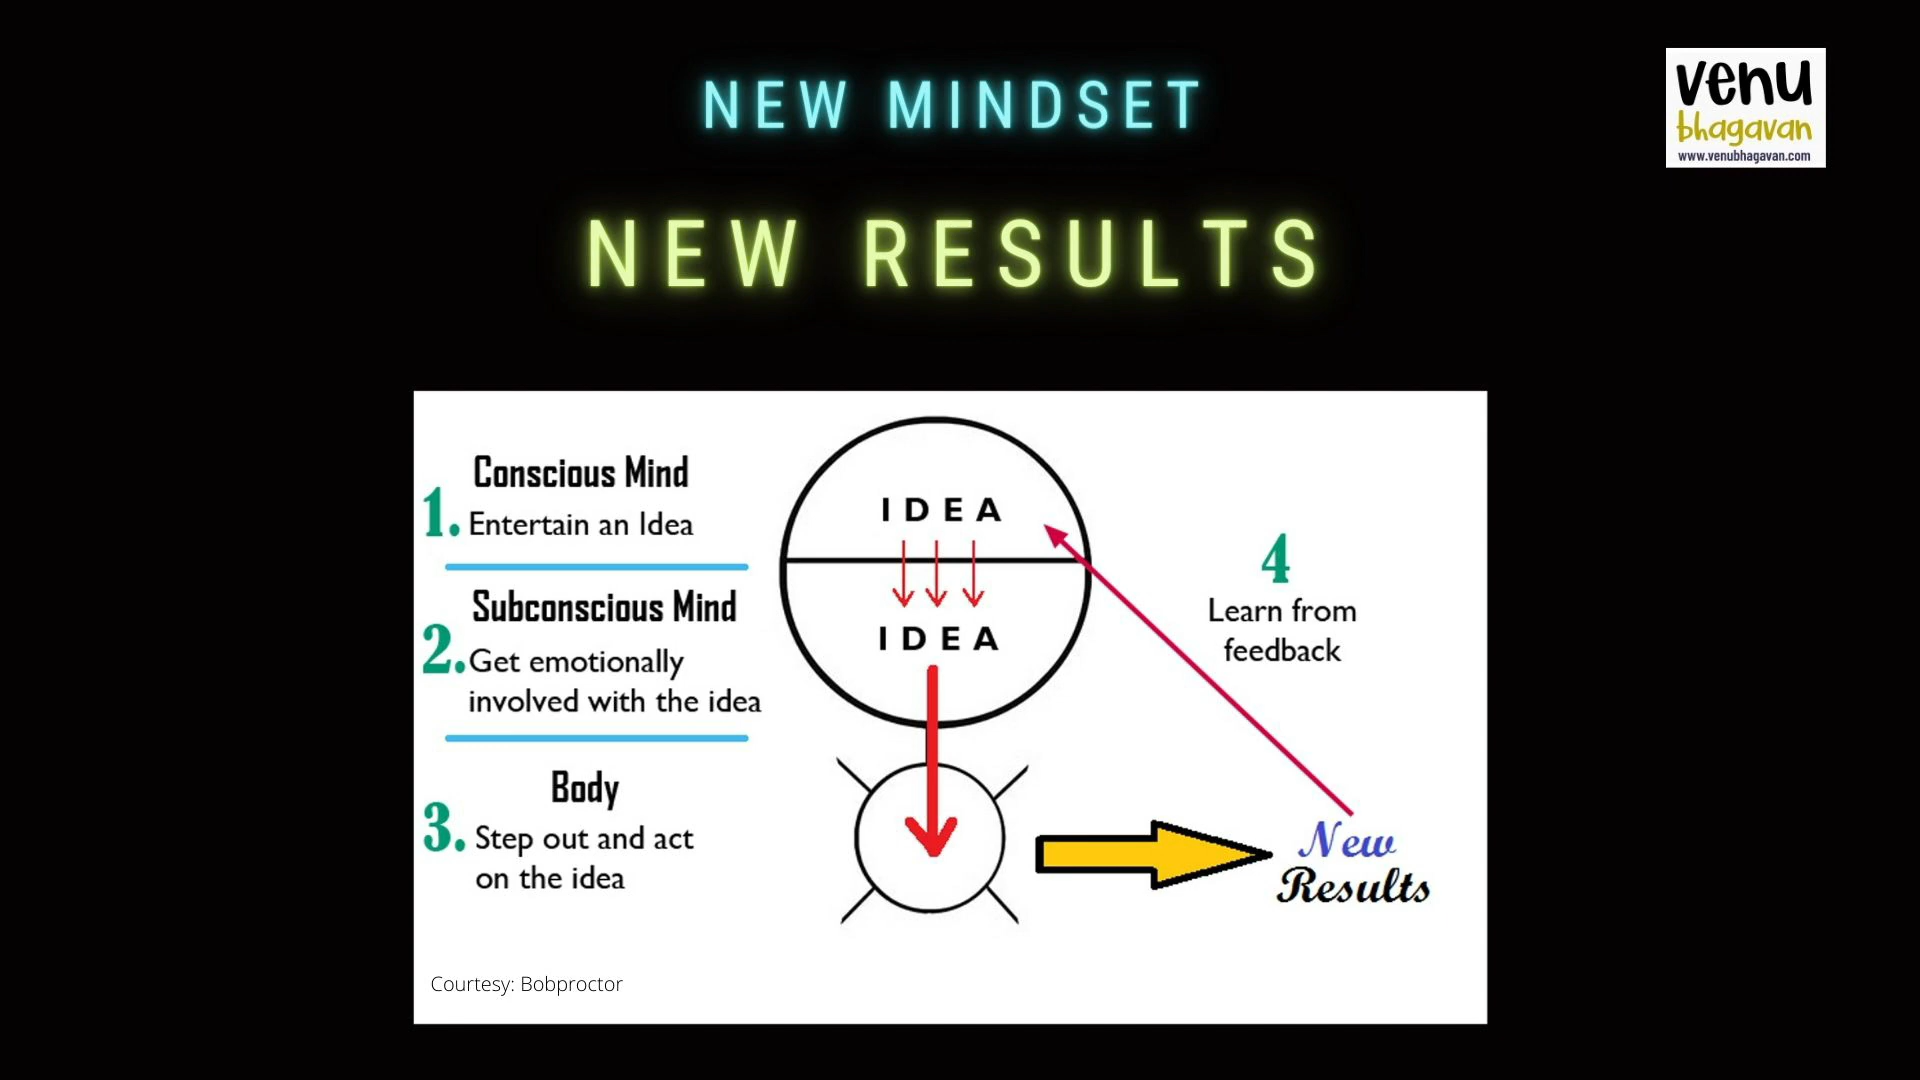 NEW MINDSET
venu
bhagavan
www.venubhagavan.com
NEW RESULTS
Conscious Mind
1. Entertain an Idea
Subconscious Mind
2. Get emotionally
involved with the idea
Body
3. Step out and act
on the idea
IDEA
IDEA
4
Learn from
feedback
New
Results
Courtesy: Bobproctor